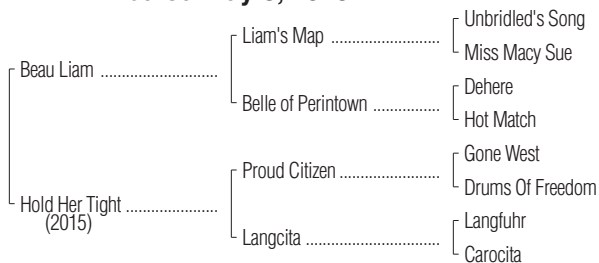 Unbridled's Song
Liam's Map
Miss Macy Sue
Beau Liam
Dehere
Belle of Perintown
Hot Match
Gone West
Proud Citizen
Drums Of Freedom
Hold Her Tight
(2015)
Langfuhr
Langcita
Carocita